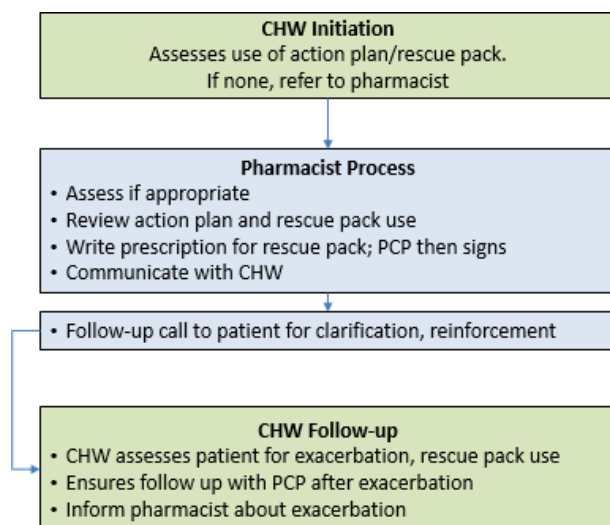 CHW Initiation
Assesses use of action plan/rescue pack.
If none, refer to pharmacist
Pharmacist Process
• Assess if appropriate
• Review action plan and rescue pack use
• Write prescription for rescue pack; PCP then signs
• Communicate with CHW
• Follow-up call to patient for clarification, reinforcement
CHW Follow-up
• CHW assesses patient for exacerbation, rescue pack use
• Ensures follow up with PCP after exacerbation
• Inform pharmacist about exacerbation